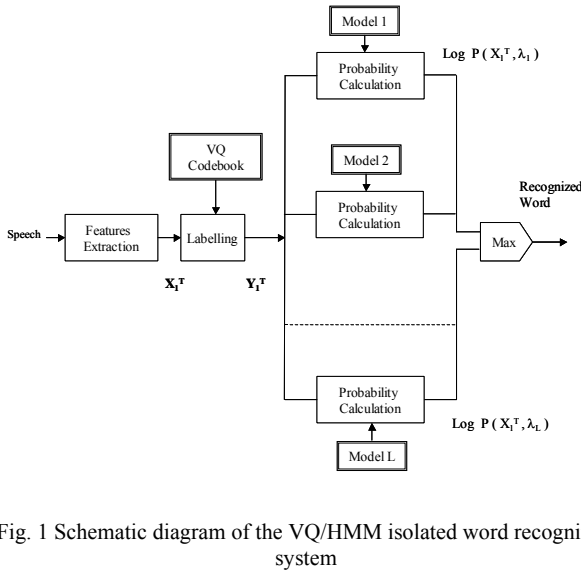 Model 1
Log P ( X₁ᵀ , λ₁ )
Probability
Calculation
VQ
Codebook
Model 2
Probability
Calculation
Recognized
Word
Speech
Features
Extraction
Labelling
Max
X₁ᵀ
Y₁ᵀ
Probability
Calculation
Log P ( X₁ᵀ , λL )
Model L
Fig. 1 Schematic diagram of the VQ/HMM isolated word recogni
system